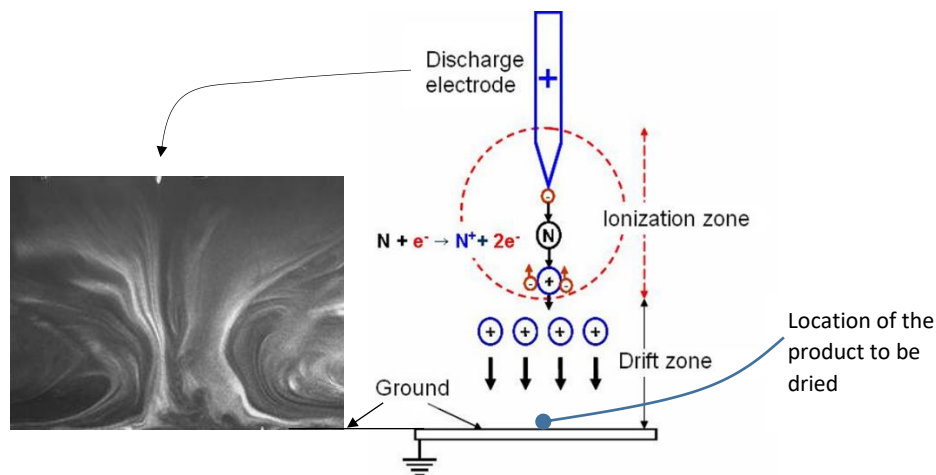 Discharge
electrode
+
-
Ionization zone
N
N + e⁻ → N⁺ + 2e⁻
- + -
+ + + +
Location of the
product to be
dried
Drift zone
Ground